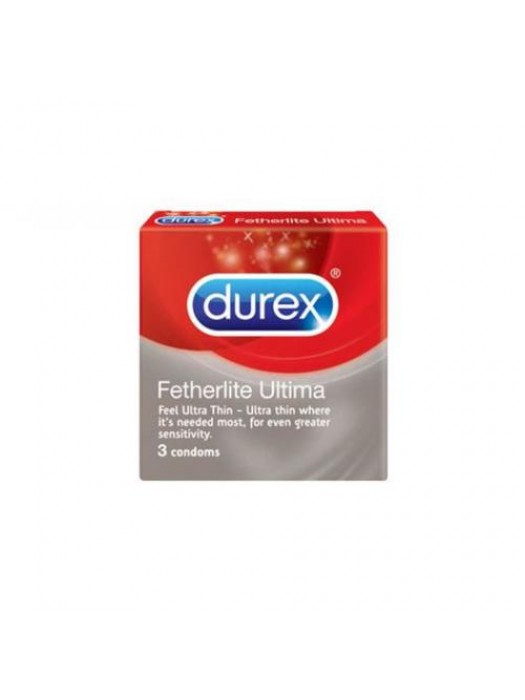 durex Fetherlite Ultima
durex®
Fetherlite Ultima
Feel Ultra Thin - Ultra thin where
it's needed most, for even greater
sensitivity.
3 condoms